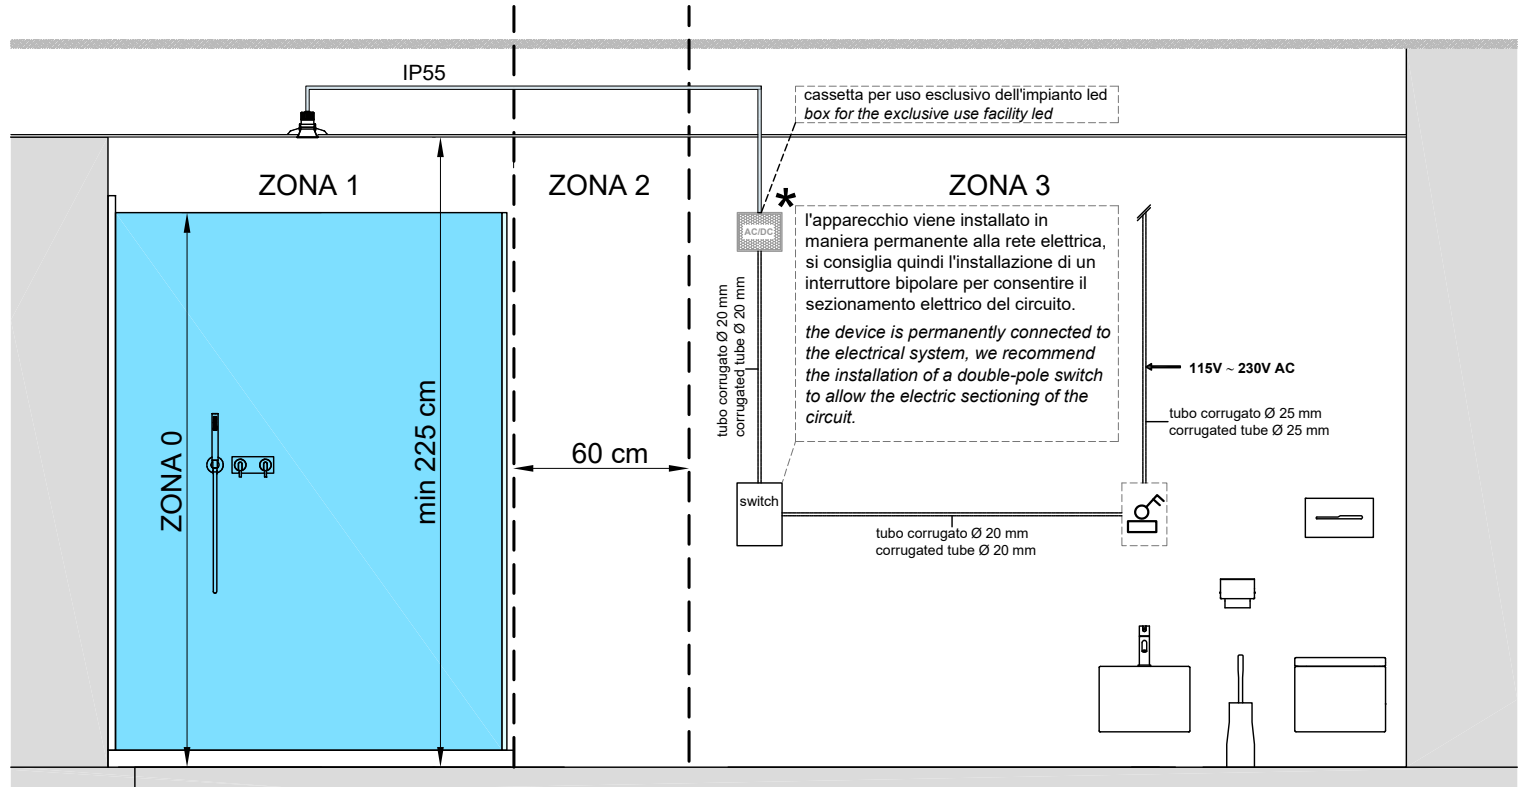 IP55
cassetta per uso esclusivo dell'impianto led
box for the exclusive use facility led
ZONA 1
ZONA 2
ZONA 3
*
AC/DC
l'apparecchio viene installato in
maniera permanente alla rete elettrica,
si consiglia quindi l'installazione di un
interruttore bipolare per consentire il
sezionamento elettrico del circuito.
the device is permanently connected to
the electrical system, we recommend
the installation of a double-pole switch
to allow the electric sectioning of the
circuit.
tubo corrugato Ø 20 mm
corrugated tube Ø 20 mm
115V ~ 230V AC
tubo corrugato Ø 25 mm
corrugated tube Ø 25 mm
ZONA 0
min 225 cm
60 cm
switch
tubo corrugato Ø 20 mm
corrugated tube Ø 20 mm